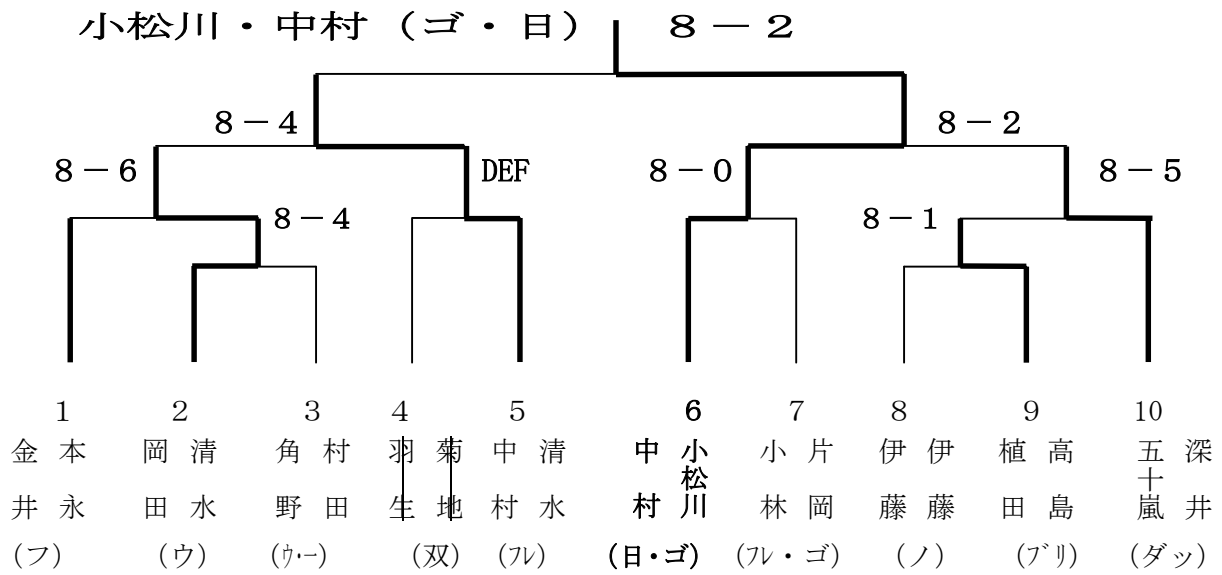 小松川・中村（ゴ・日） ８－２
８－４ ８－２
８－６ DEF ８－０ ８－５
８－４ ８－１
1 2 3 4 5 6 7 8 9 10
金井 本永 岡田 清水 角野 村田 羽生 菊地 中村 清水 中村 小松川 小林 片岡 伊藤 伊藤 植田 高島 五十嵐 深井
(フ) (ウ) (ｳ･ー) (双) (ﾌﾚ) (日・ゴ) (ﾌﾚ・ゴ) (ノ) (ﾌﾞﾘ) (ダッ)